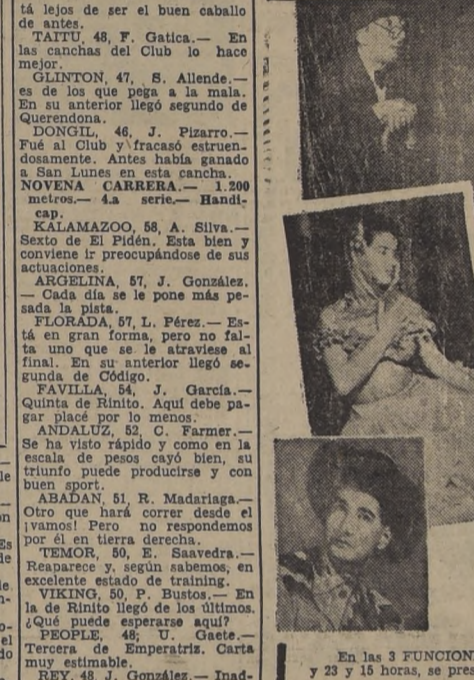 tá lejos de ser el buen caballo
de antes.
TAITU, 48, F. Gatica.— En
las canchas del Club lo hace
mejor.
GLINTON, 47, S. Allende.—
es de los que pega a la mala.
En su anterior llegó segundo de
Querendona.
DONGIL, 46, J. Pizarro.—
Fué al Club y fracasó estruen-
dosamente. Antes había ganado
a San Lunes en esta cancha.
NOVENA CARRERA.— 1.200
metros.— 4.a serie.— Handi-
cap.
KALAMAZOO, 58, A. Silva.—
Sexto de El Pidén. Esta bien y
conviene ir preocupándose de sus
actuaciones.
ARGELINA, 57, J. González.
— Cada día se le pone más pe-
sada la pista.
FLORADA, 57, L. Pérez.— Es-
tá en gran forma, pero no fal-
ta uno que se le atraviese al
final. En su anterior llegó se-
gunda de Código.
FAVILLA, 54, J. García.—
Quinta de Rinito. Aquí debe pa-
gar placé por lo menos.
ANDALUZ, 52, C. Farmer.—
Se ha visto rápido y como en la
escala de pesos cayó bien, su
triunfo puede producirse y con
buen sport.
ABADAN, 51, R. Madariaga.—
Otro que hará correr desde el
¡vamos! Pero no respondemos
por él en tierra derecha.
TEMOR, 50, E. Saavedra.—
Reaparece y, según sabemos, en
excelente estado de training.
VIKING, 50, P. Bustos.— En
la de Rinito llegó de los últimos.
¿Qué puede esperarse aquí?
PEOPLE, 48; U. Gaete.—
Tercera de Emperatriz. Carta
muy estimable.
REY, 48, J. González.— Inad-
En las 3 FUNCION
y 23 y 15 horas, se pres